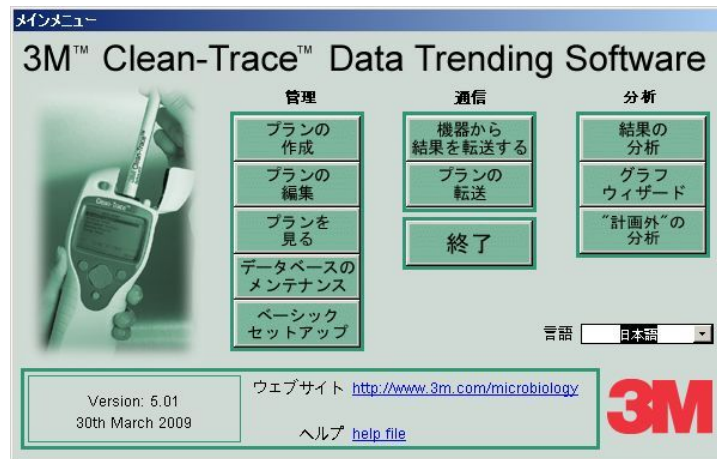 メインメニュー
3M™ Clean-Trace™ Data Trending Software
管理
プランの
作成
プランの
編集
プランを
見る
データベースの
メンテナンス
ベーシック
セットアップ
通信
機器から
結果を転送する
プランの
転送
終了
分析
結果の
分析
グラフ
ウィザード
"計画外"の
分析
言語 日本語
Version: 5.01
30th March 2009
ウェブサイト http://www.3m.com/microbiology
ヘルプ help file
3M